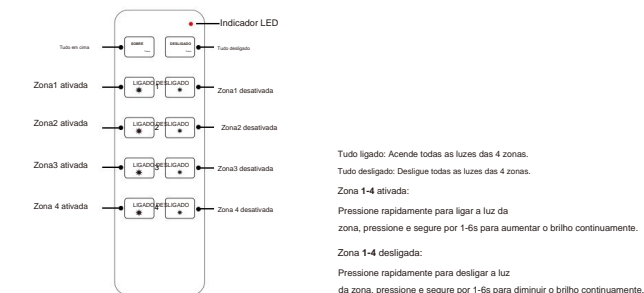 Indicador LED
SOBRE
DESLIGADO
Tudo em cima
Tudo desligado
LIGADO DESLIGADO
1
Zona1 ativada
Zona1 desativada
LIGADO DESLIGADO
2
Zona2 ativada
Zona2 desativada
LIGADO DESLIGADO
3
Zona3 ativada
Zona3 desativada
LIGADO DESLIGADO
4
Zona 4 ativada
Zona 4 desativada
Tudo ligado: Acende todas as luzes das 4 zonas.
Tudo desligado: Desligue todas as luzes das 4 zonas.
Zona 1-4 ativada:
Pressione rapidamente para ligar a luz da
zona, pressione e segure por 1-6s para aumentar o brilho continuamente.
Zona 1-4 desligada:
Pressione rapidamente para desligar a luz
da zona, pressione e segure por 1-6s para diminuir o brilho continuamente.